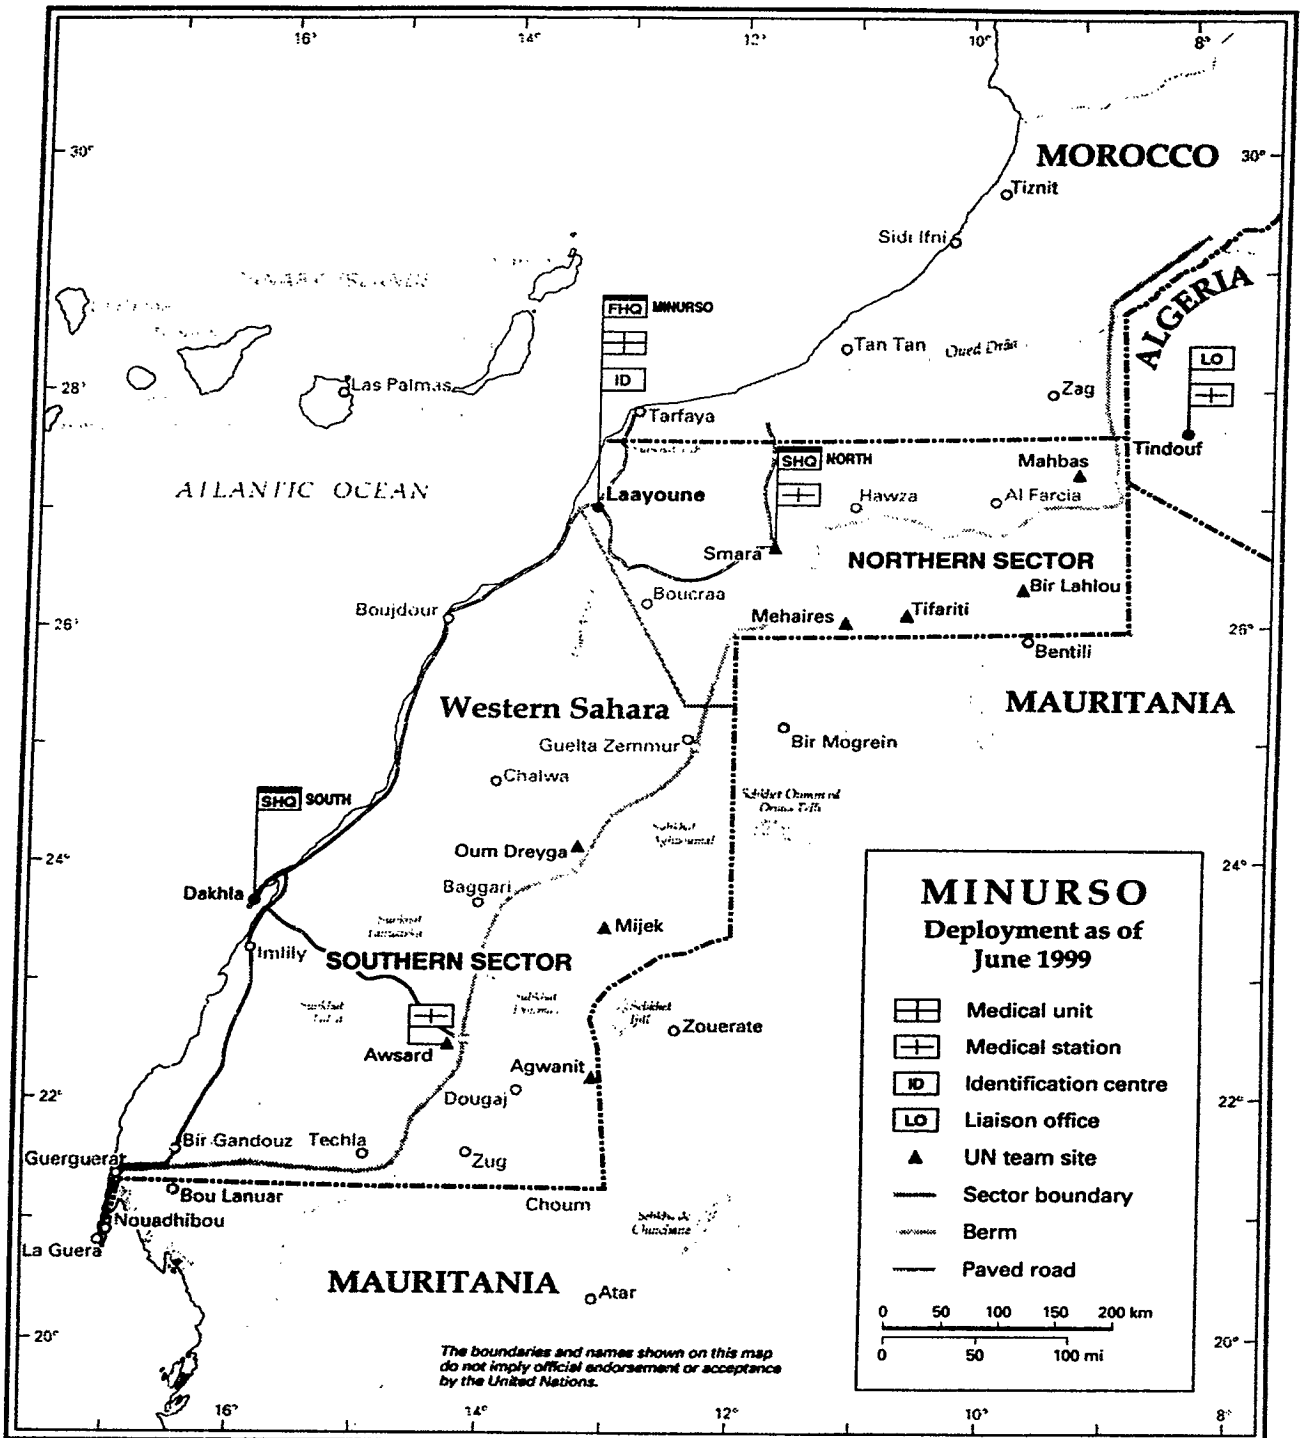 16° 14° 12° 10° 8°
30°
MOROCCO
30°
Tiznit
Sidi Ifni
ALGERIA
FHQ MINURSO
ID
LO
Tan Tan
Oued Drâa
28°
Las Palmas
Zag
Tarfaya
Tindouf
SHQ NORTH
Mahbas
ATLANTIC OCEAN
Laayoune
Hawza
Al Farcia
Smara
NORTHERN SECTOR
Boucraa
Bir Lahlou
Boujdour
Mehaires
Tifariti
26°
26°
Bentili
Western Sahara
MAURITANIA
Guelta Zemmur
Bir Mogrein
Chalwa
SHQ SOUTH
Oum Dreyga
24°
24°
Dakhla
Baggari
Mijek
Imlily
SOUTHERN SECTOR
Zouerate
Awsard
Agwanit
Dougaj
22°
22°
Bir Gandouz
Techla
Zug
Guerguerat
Bou Lanuar
Choum
Nouadhibou
La Guera
MAURITANIA
Atar
20°
20°
The boundaries and names shown on this map
do not imply official endorsement or acceptance
by the United Nations.
MINURSO
Deployment as of
June 1999
Medical unit
Medical station
ID Identification centre
LO Liaison office
UN team site
Sector boundary
Berm
Paved road
0 50 100 150 200 km
0 50 100 mi
16° 14° 12° 10° 8°